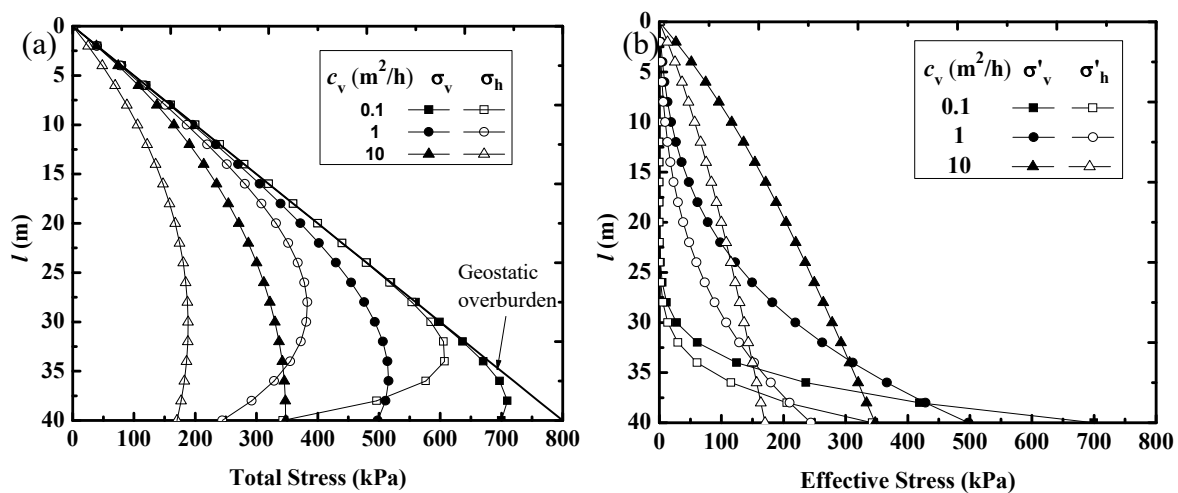 (a)
0
5
10
15
20
25
30
35
40
l (m)
0 100 200 300 400 500 600 700 800
Total Stress (kPa)
c_v (m²/h) σ_v σ_h
0.1
1
10
Geostatic
overburden
(b)
0
5
10
15
20
25
30
35
40
l (m)
0 100 200 300 400 500 600 700 800
Effective Stress (kPa)
c_v (m²/h) σ'_v σ'_h
0.1
1
10